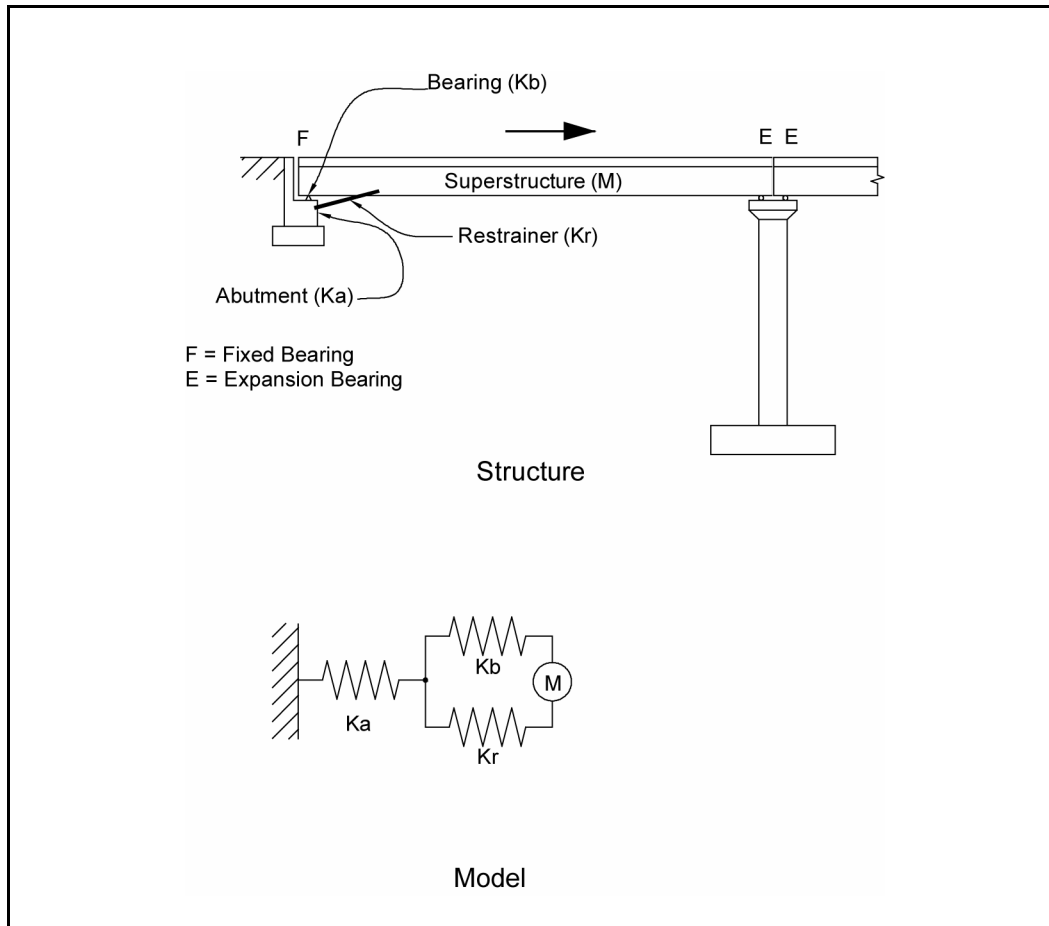 Bearing (Kb)
F
E E
Superstructure (M)
Restrainer (Kr)
Abutment (Ka)
F = Fixed Bearing
E = Expansion Bearing
Structure
Kb
M
Ka
Kr
Model